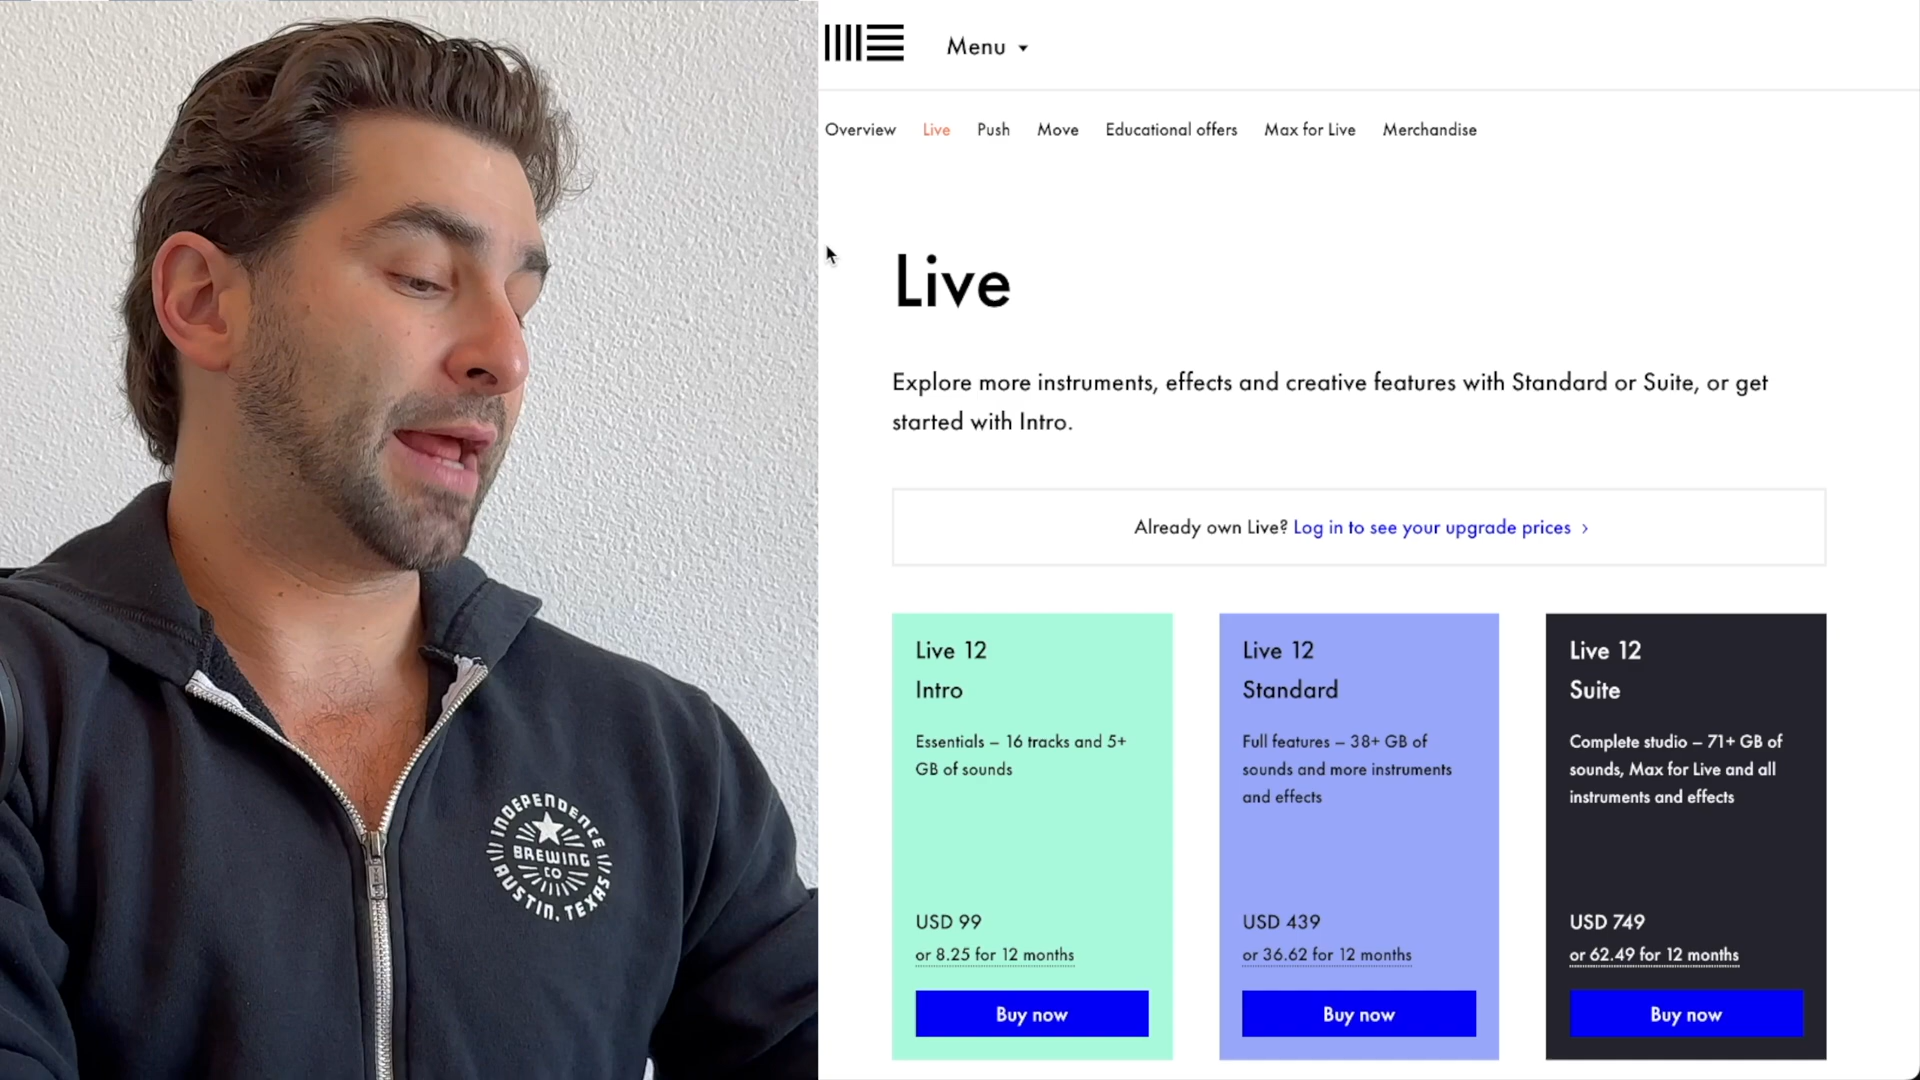 Menu
Overview Live Push Move Educational offers Max for Live Merchandise
Live
Explore more instruments, effects and creative features with Standard or Suite, or get
started with Intro.
Already own Live? Log in to see your upgrade prices
Live 12
Intro
Essentials – 16 tracks and 5+
GB of sounds
USD 99
or 8.25 for 12 months
Buy now
Live 12
Standard
Full features – 38+ GB of
sounds and more instruments
and effects
USD 439
or 36.62 for 12 months
Buy now
Live 12
Suite
Complete studio – 71+ GB of
sounds, Max for Live and all
instruments and effects
USD 749
or 62.49 for 12 months
Buy now
INDEPENDENCE
BREWING
CO
AUSTIN, TEXAS